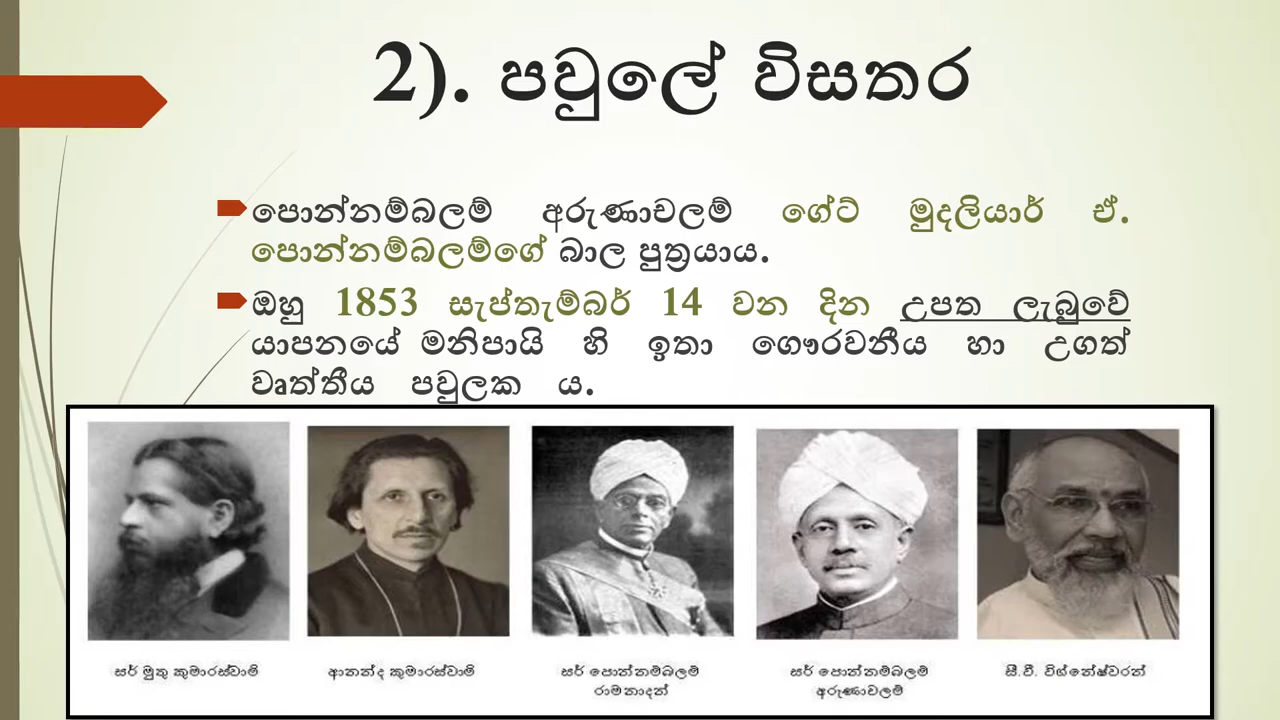 2). පවුලේ විසතර
පොන්නම්බලම් අරුණාචලම් ගේට් මුදලියාර් ඒ.
පොන්නම්බලම්ගේ බාල පුත්‍රයාය.
ඔහු 1853 සැප්තැම්බර් 14 වන දින උපත ලැබුවේ
යාපනයේ මනිපායි හි ඉතා ගෞරවනීය හා උගත්
වෘත්තීය පවුලක ය.
සර් මුතු කුමාරස්වාමි
ආනන්ද කුමාරස්වාමි
සර් පොන්නම්බලම්
රාමනාදන්
සර් පොන්නම්බලම්
අරුණාචලම්
සී.වී. විග්නේෂ්වරන්